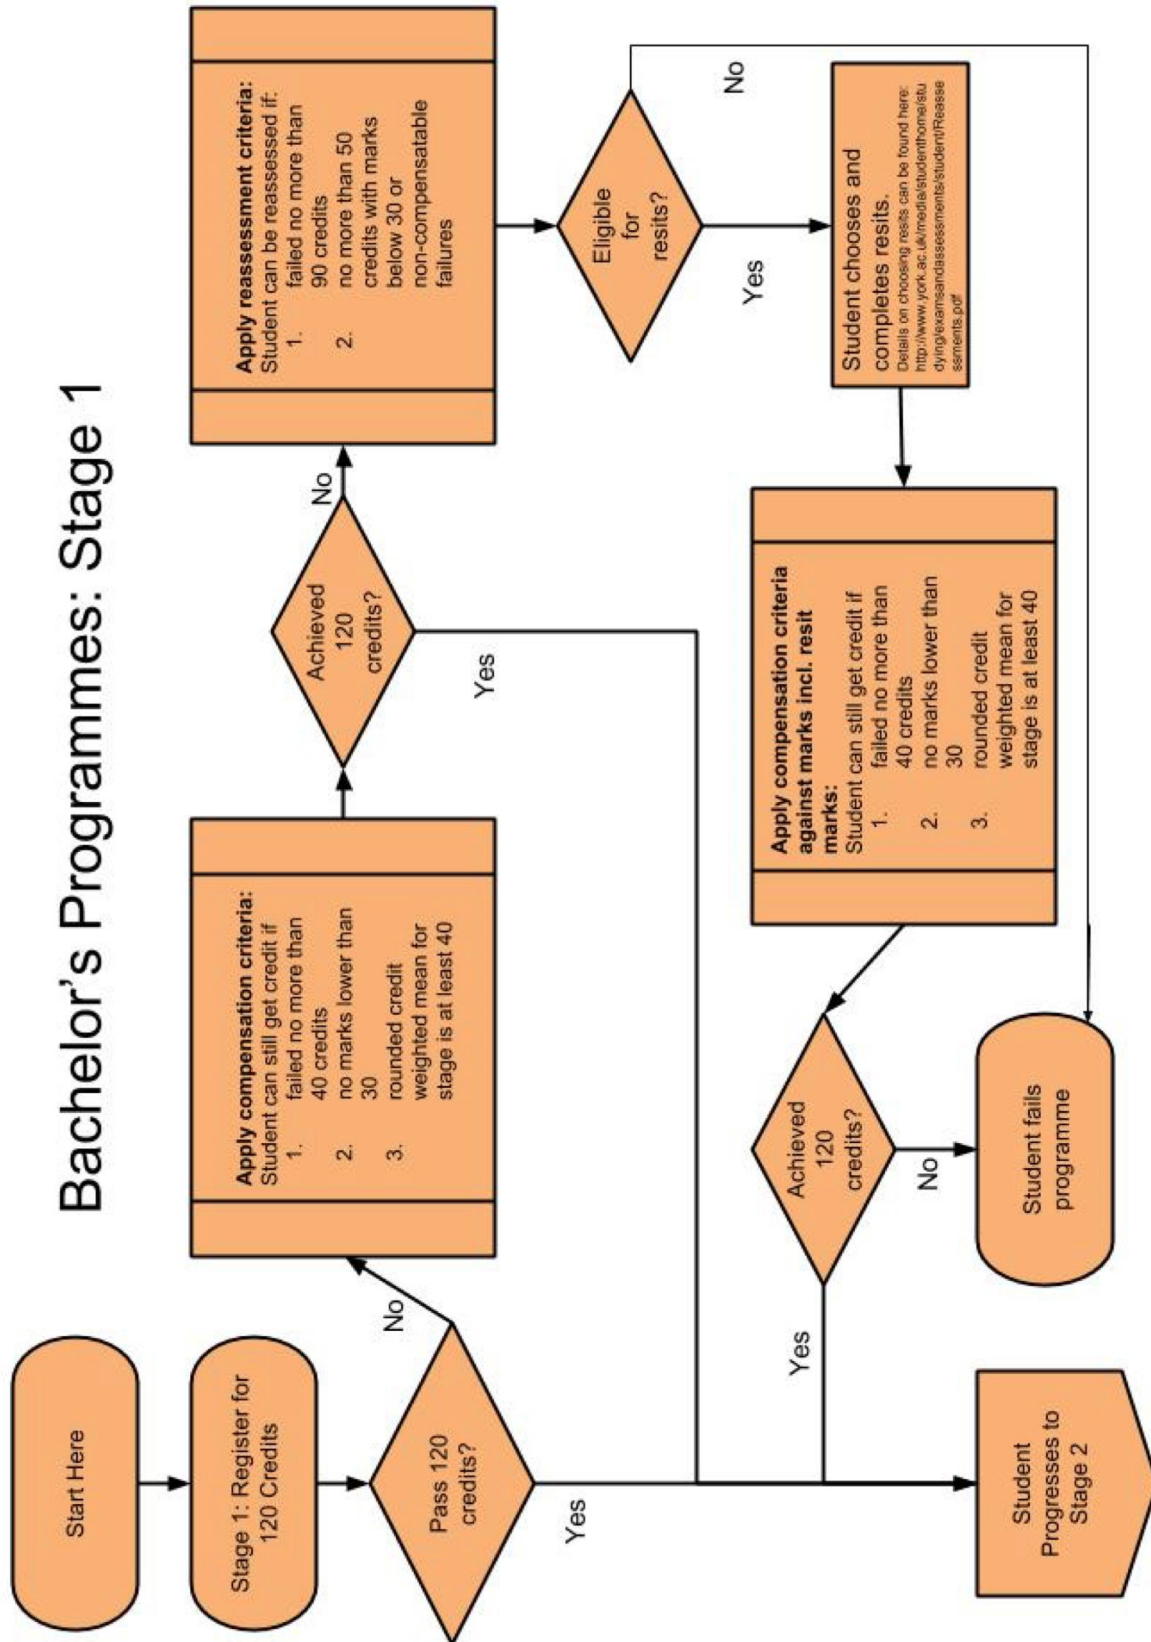 Bachelor's Programmes: Stage 1
Start Here
Stage 1: Register for
120 Credits
Pass 120
credits?
No
Yes
Apply compensation criteria:
Student can still get credit if
1. failed no more than
40 credits
2. no marks lower than
30
3. rounded credit
weighted mean for
stage is at least 40
Achieved
120
credits?
No
Yes
Apply reassessment criteria:
Student can be reassessed if:
1. failed no more than
90 credits
2. no more than 50
credits with marks
below 30 or
non-compensatable
failures
Eligible
for
resits?
No
Yes
Student chooses and
completes resits.
Details on choosing resits can be found here:
http://www.york.ac.uk/media/studenthome/stu
dying/examsandassessments/student/Reasse
ssments.pdf
Apply compensation criteria
against marks incl. resit
marks:
Student can still get credit if
1. failed no more than
40 credits
2. no marks lower than
30
3. rounded credit
weighted mean for
stage is at least 40
Achieved
120
credits?
Yes
No
Student fails
programme
Student
Progresses to
Stage 2